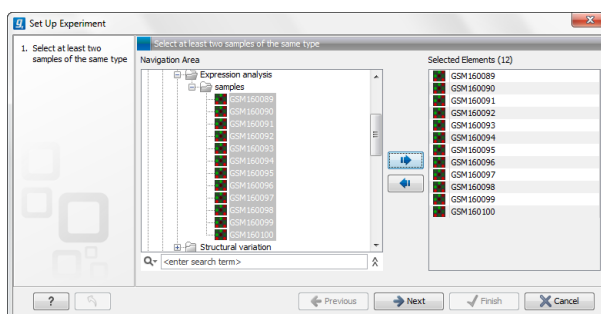 Set Up Experiment
1. Select at least two
samples of the same type
Select at least two samples of the same type
Navigation Area
Expression analysis
samples
GSM160089
GSM160090
GSM160091
GSM160092
GSM160093
GSM160094
GSM160095
GSM160096
GSM160097
GSM160098
GSM160099
GSM160100
Structural variation
<enter search term>
Selected Elements (12)
GSM160089
GSM160090
GSM160091
GSM160092
GSM160093
GSM160094
GSM160095
GSM160096
GSM160097
GSM160098
GSM160099
GSM160100
?
Previous
Next
Finish
Cancel